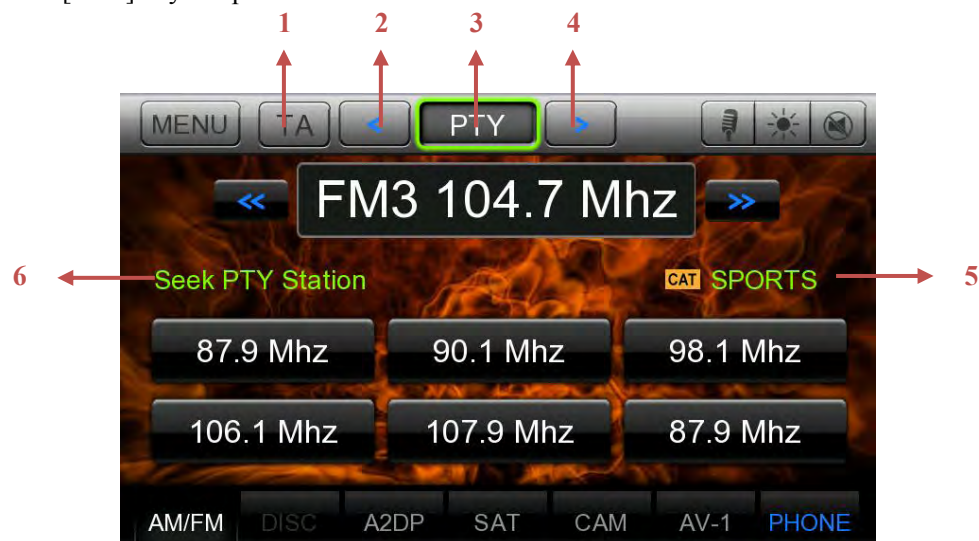 1 2 3 4
MENU TA < PTY >
<< FM3 104.7 Mhz >>
6 Seek PTY Station CAT SPORTS 5
87.9 Mhz 90.1 Mhz 98.1 Mhz
106.1 Mhz 107.9 Mhz 87.9 Mhz
AM/FM DISC A2DP SAT CAM AV-1 PHONE